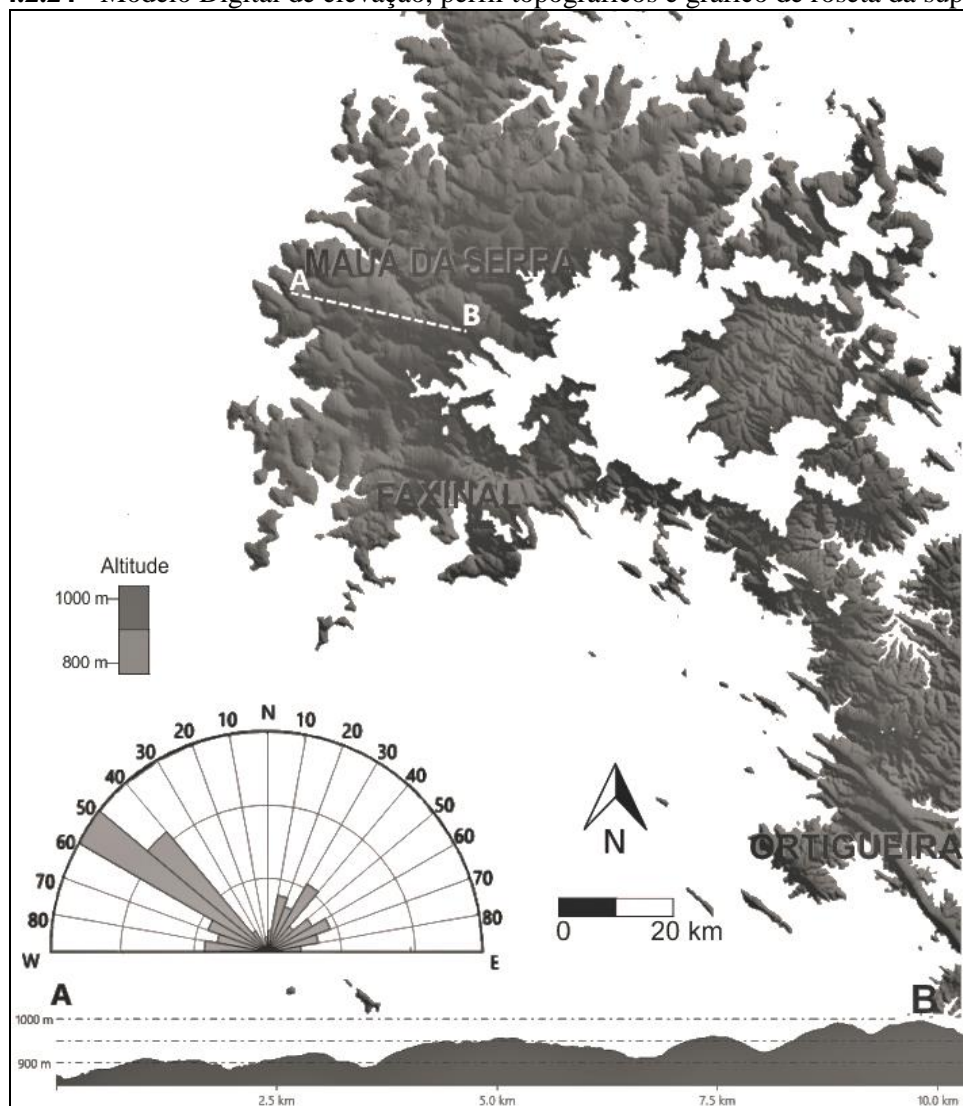 Modelo Digital de elevação, perfil topográficos e gráfico de roseta da
MAUÁ DA SERRA
A
B
FAXINAL
Altitude
1000 m
800 m
N
10 10
20 20
30 30
40 40
50 50
60 60
70 70
80 80
W E
N
0 20 km
ORTIGUEIRA
A B
1000 m
900 m
2.5 km 5.0 km 7.5 km 10.0 km